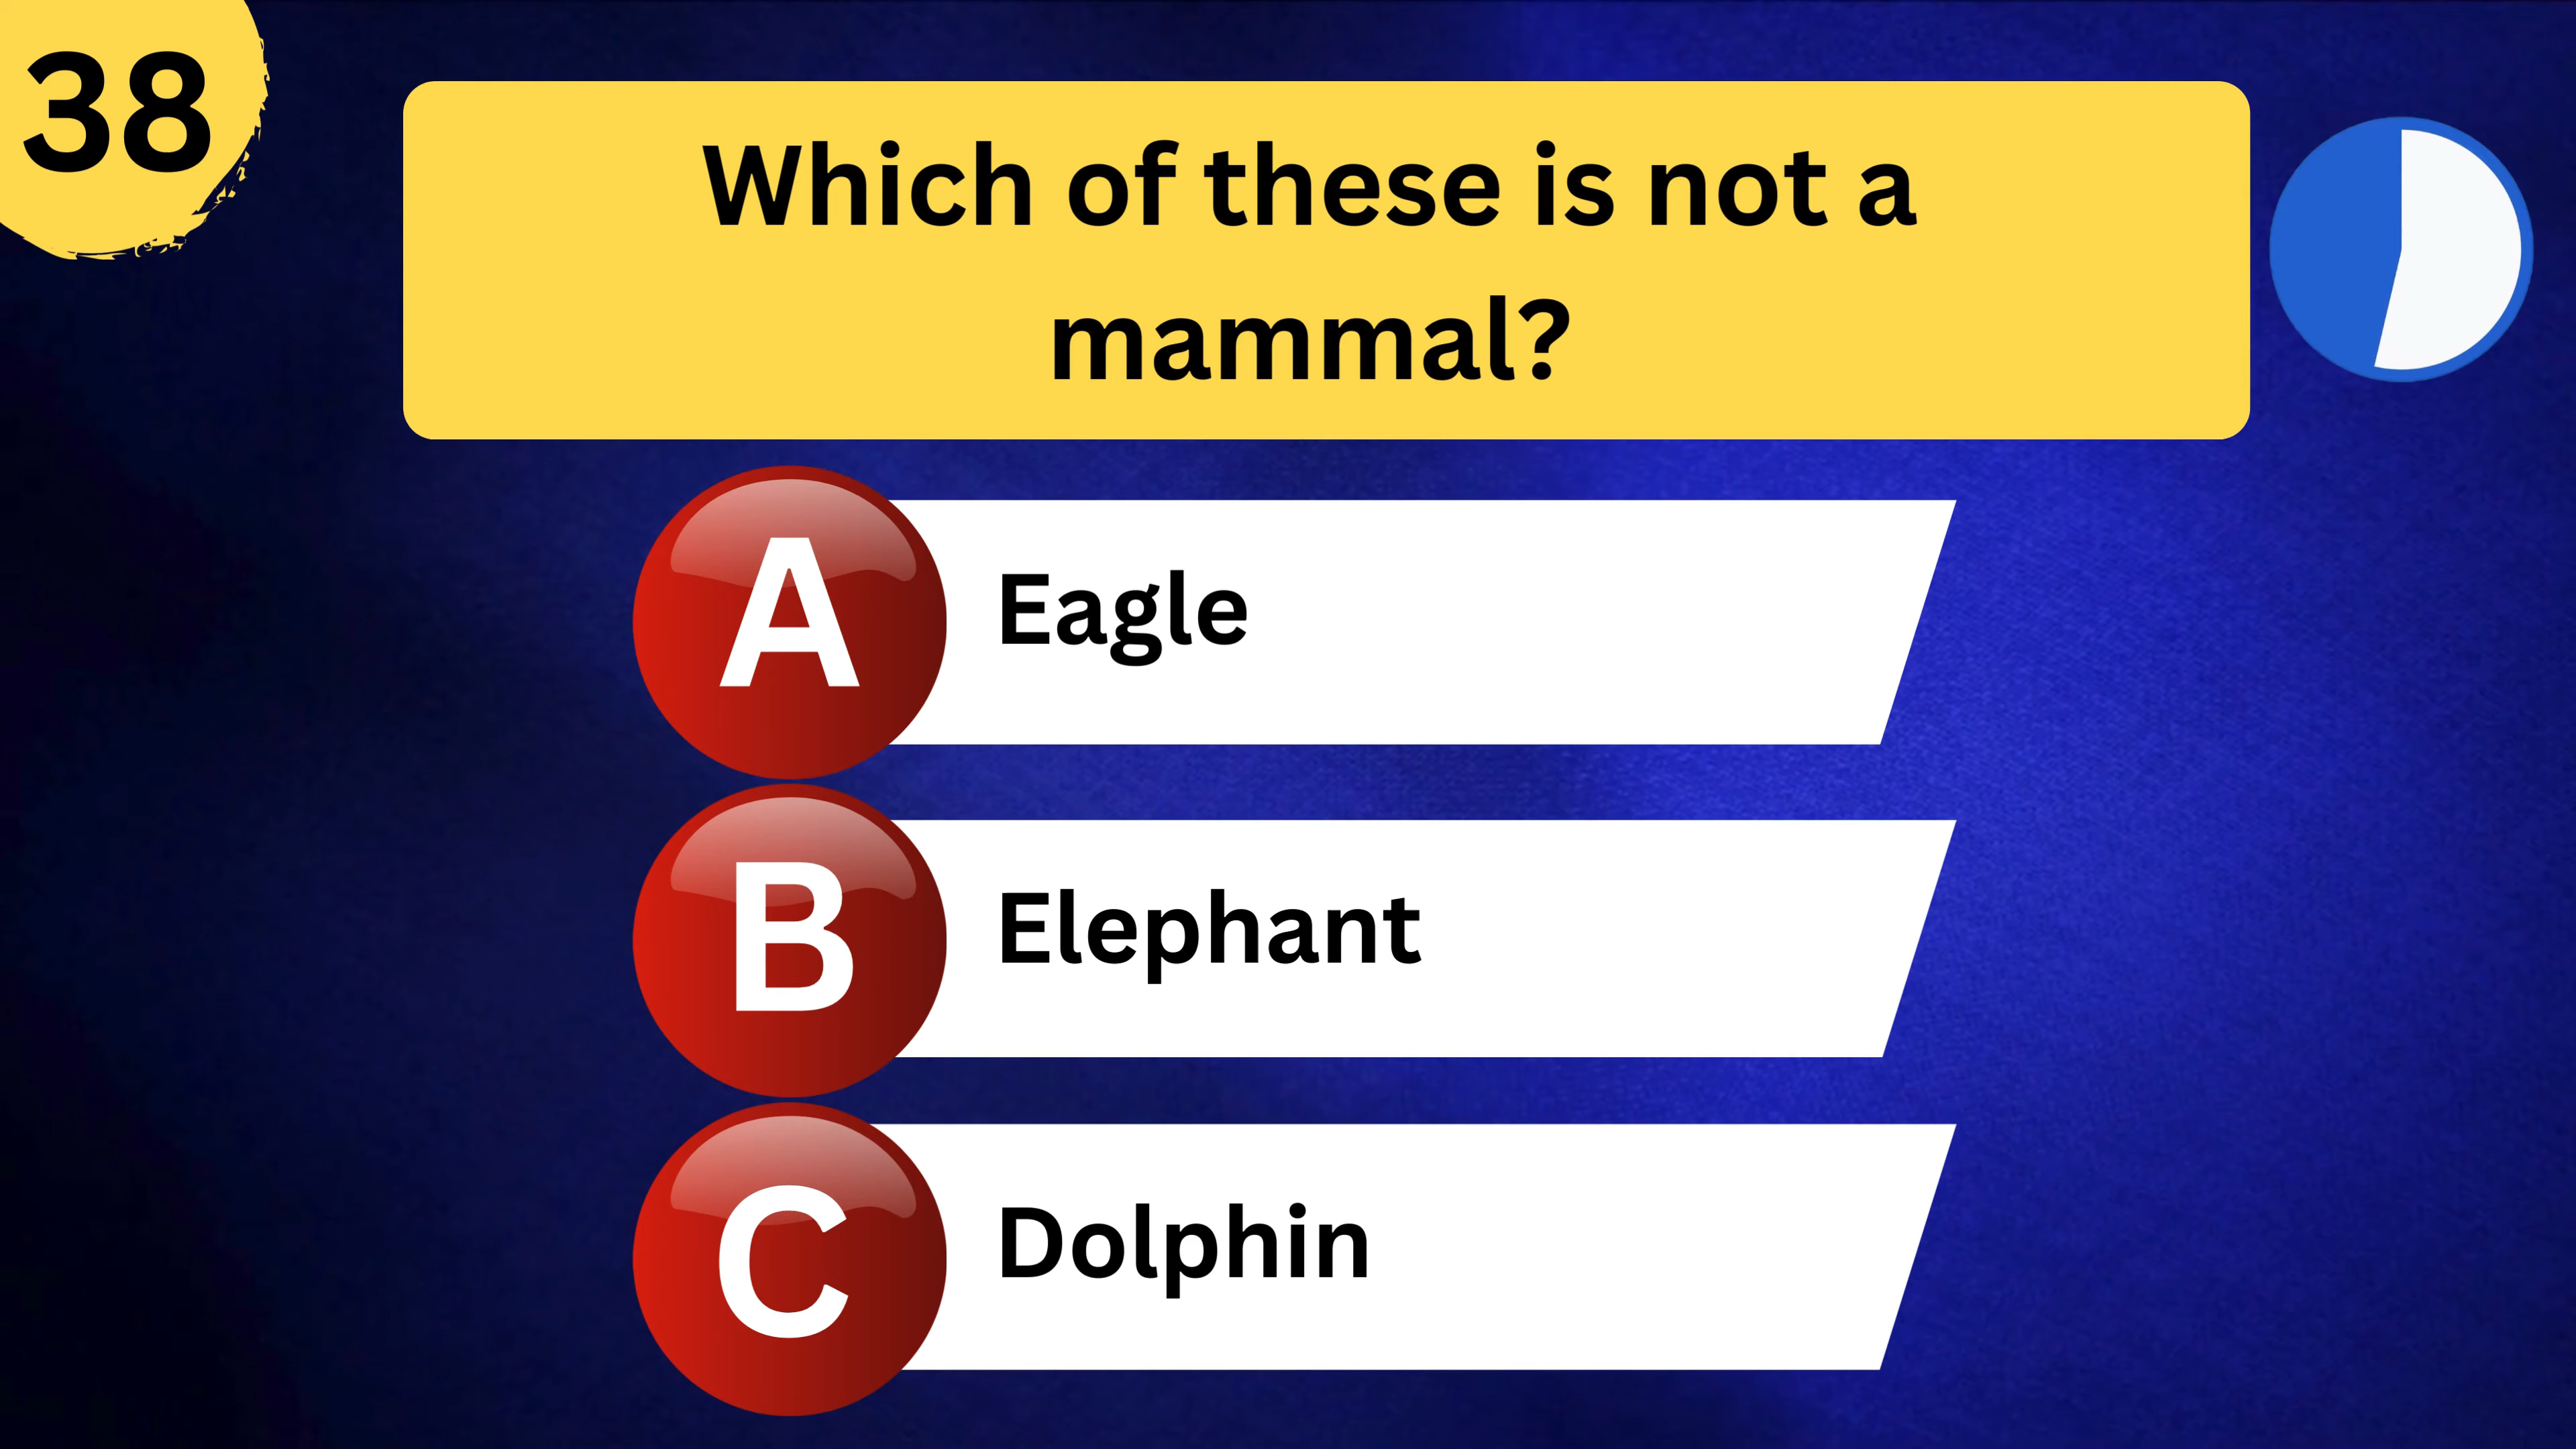 38
Which of these is not a
mammal?
A
Eagle
B
Elephant
C
Dolphin